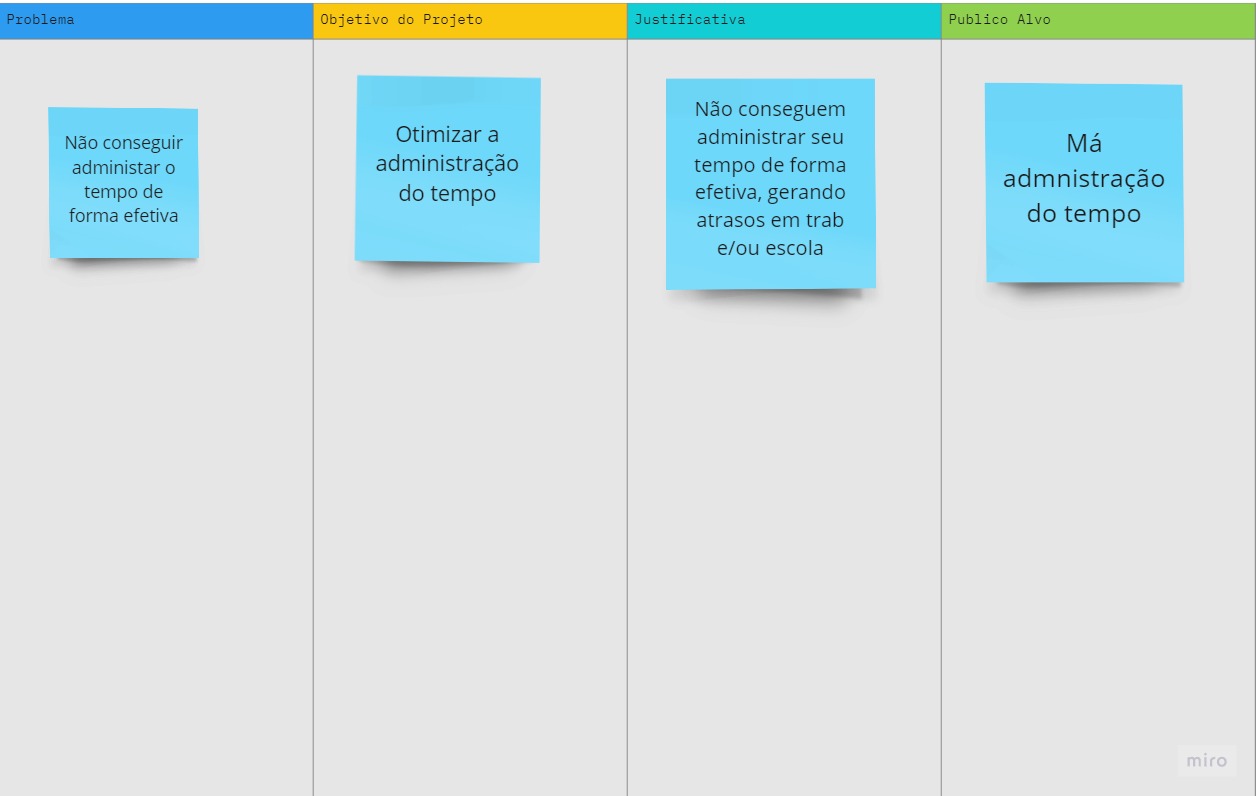 Problema
Objetivo do Projeto
Justificativa
Publico Alvo
Não conseguir
administar o
tempo de
forma efetiva
Otimizar a
administração
do tempo
Não conseguem
administrar seu
tempo de forma
efetiva, gerando
atrasos em trab
e/ou escola
Má
admnistração
do tempo
miro